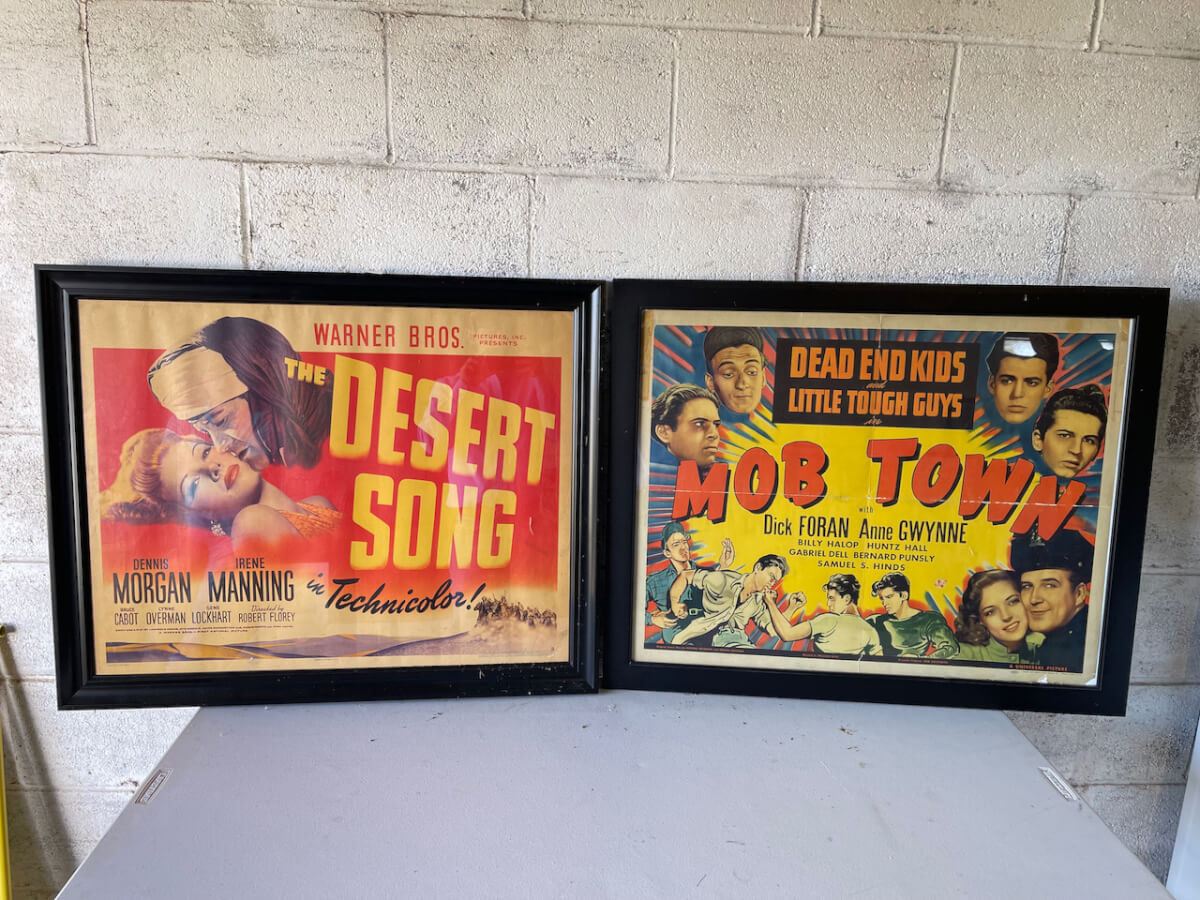 WARNER BROS. PICTURES, INC.
PRESENTS
THE
DESERT
SONG
DENNIS
MORGAN
IRENE
MANNING
in Technicolor!
BRUCE
CABOT
LYNNE
OVERMAN
GENE
LOCKHART
Directed by
ROBERT FLOREY
DEAD END KIDS
and
LITTLE TOUGH GUYS
in
MOB TOWN
with
Dick FORAN Anne GWYNNE
BILLY HALOP HUNTZ HALL
GABRIEL DELL BERNARD PUNSLY
SAMUEL S. HINDS
A UNIVERSAL PICTURE